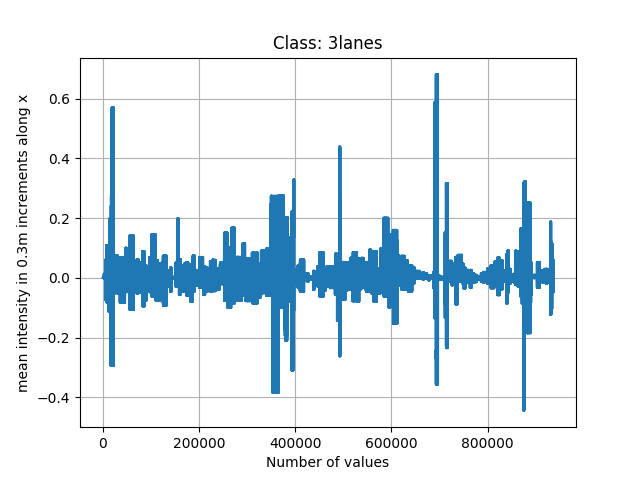 Class: 3lanes
mean intensity in 0.3m increments along x
0.6
0.4
0.2
0.0
−0.2
−0.4
0 200000 400000 600000 800000
Number of values